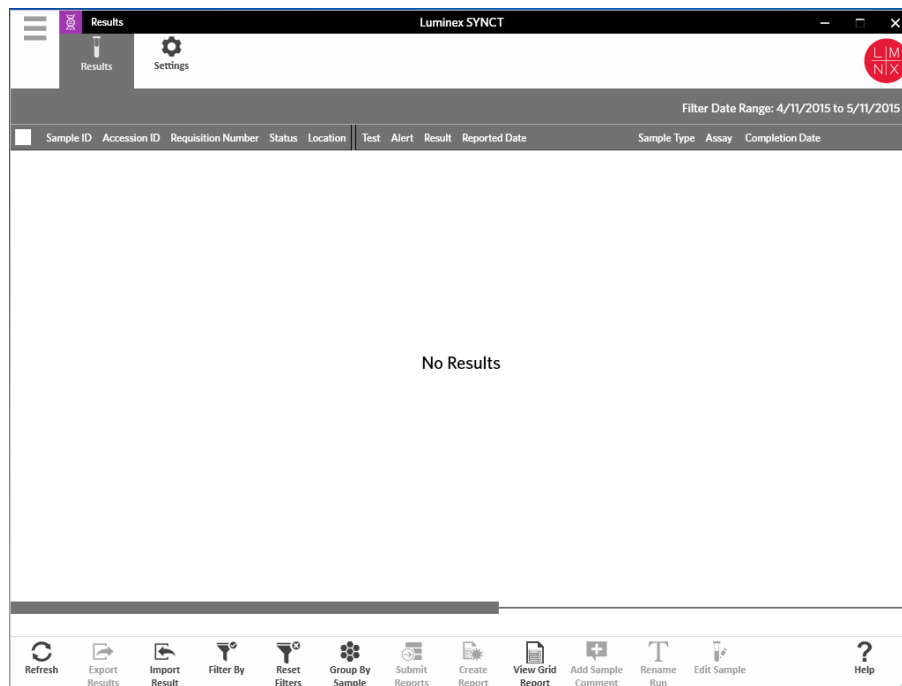 Results
Luminex SYNCT
Results
Settings
L M
N X
Filter Date Range: 4/11/2015 to 5/11/2015
Sample ID Accession ID Requisition Number Status Location Test Alert Result Reported Date Sample Type Assay Completion Date
No Results
Refresh
Export
Results
Import
Result
Filter By
Reset
Filters
Group By
Sample
Submit
Reports
Create
Report
View Grid
Report
Add Sample
Comment
Rename
Run
Edit Sample
?
Help